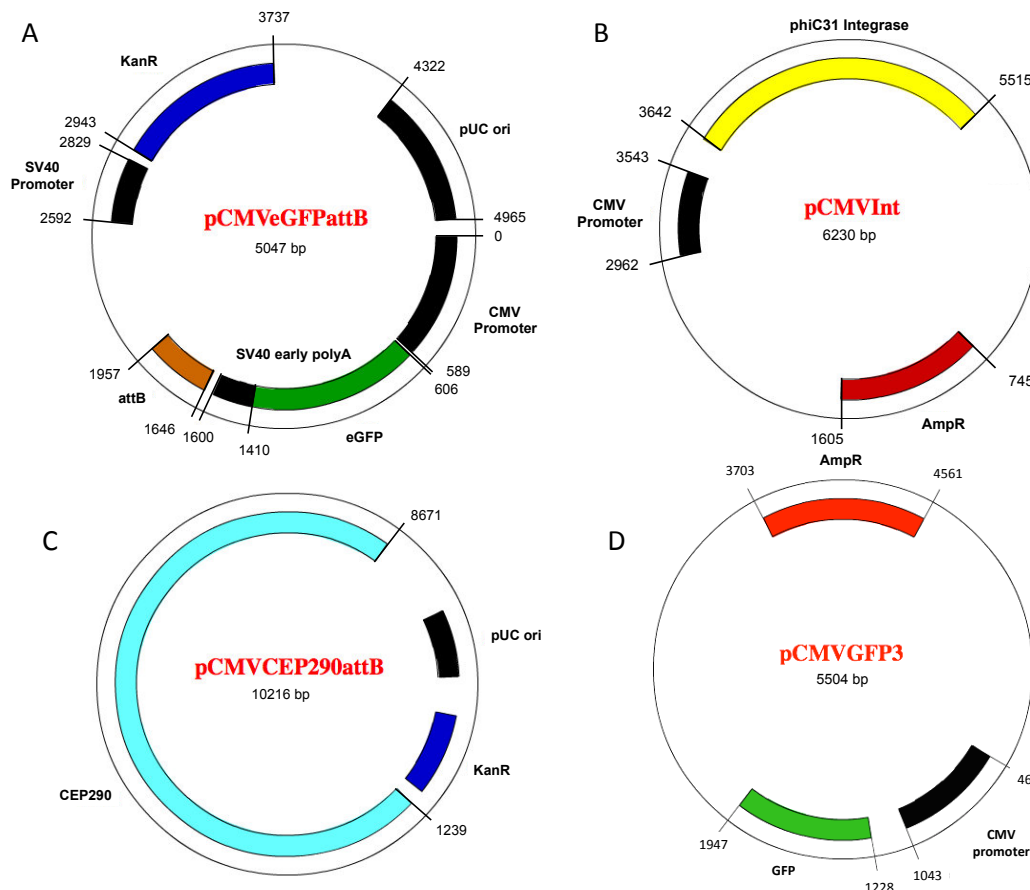 A
3737
KanR
4322
2943
pUC ori
2829
SV40
Promoter
2592
pCMVeGFPattB
5047 bp
4965
0
CMV
Promoter
SV40 early polyA
589
606
1957
attB
1646
1600
1410
eGFP
B
phiC31 Integrase
5515
3642
3543
CMV
Promoter
2962
pCMVInt
6230 bp
745
AmpR
1605
C
8671
pUC ori
pCMVCEP290attB
10216 bp
KanR
CEP290
1239
D
AmpR
3703
4561
pCMVGFP3
5504 bp
46
CMV
promoter
1043
1228
GFP
1947